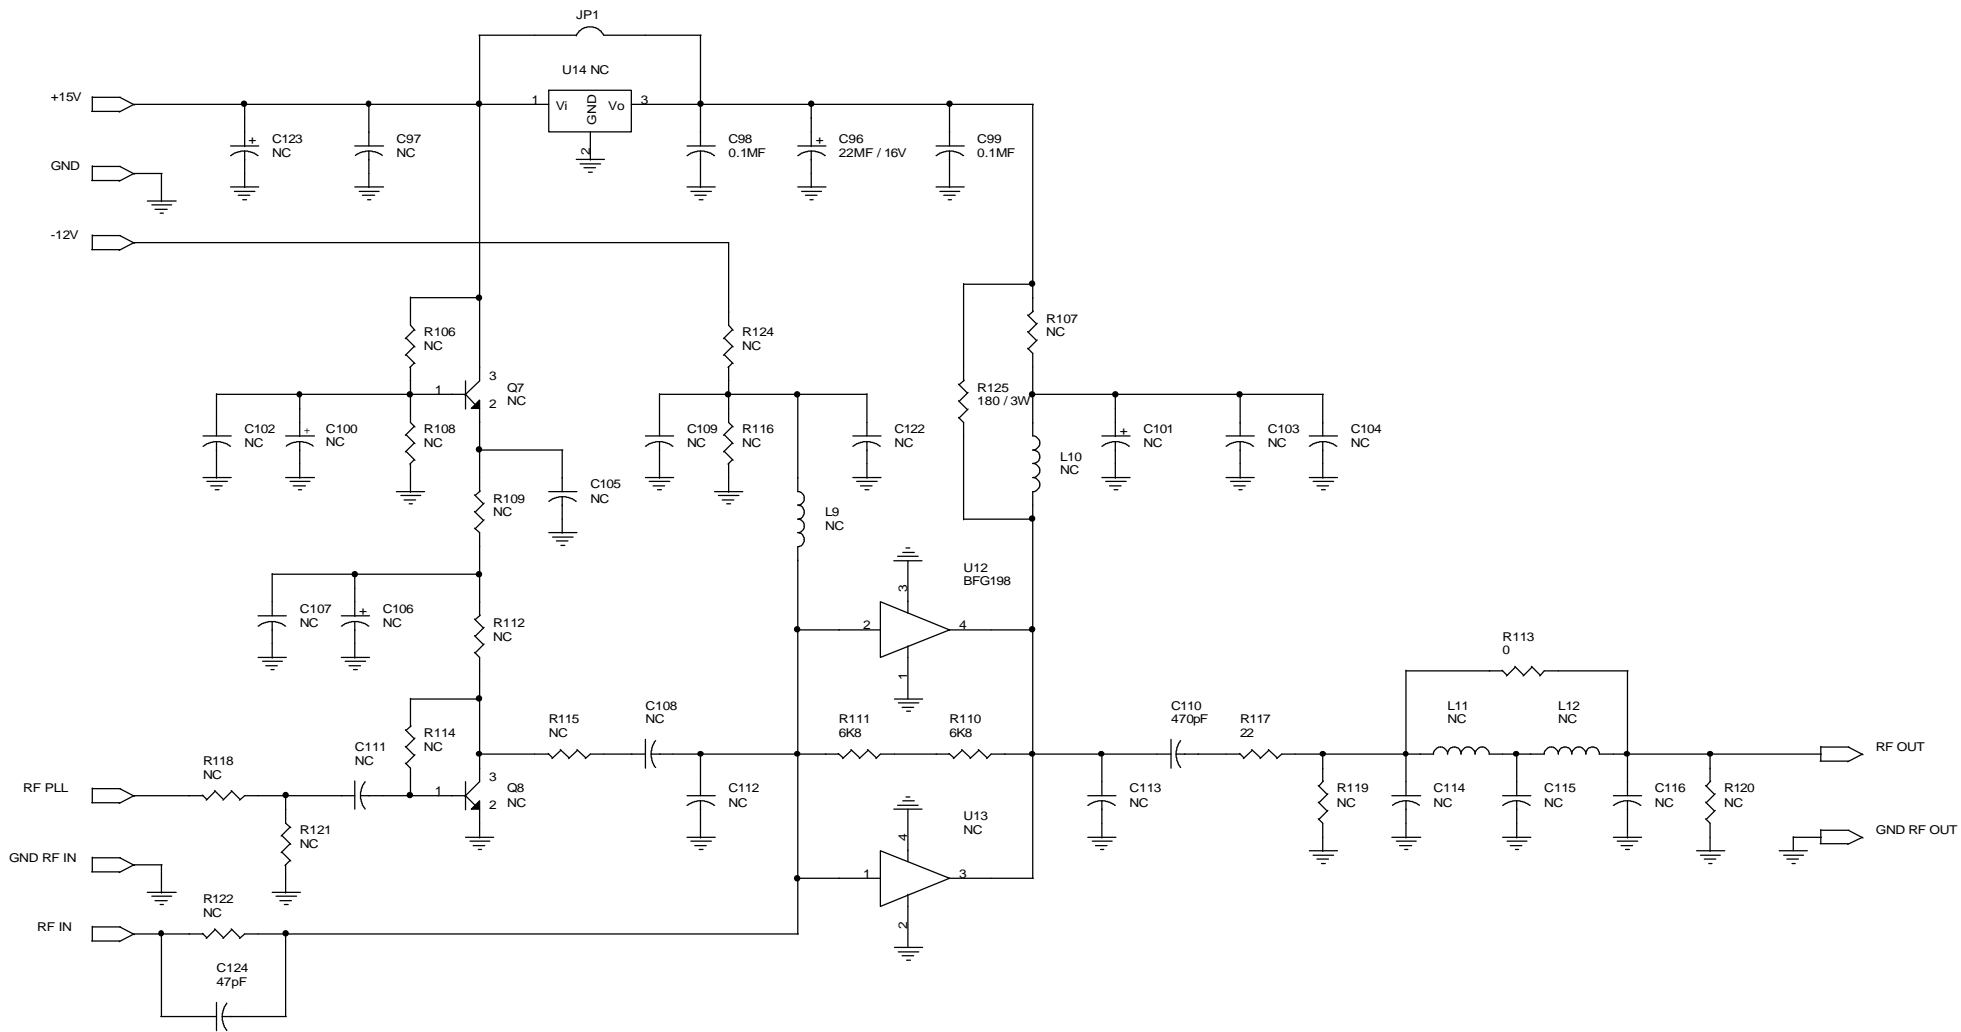 JP1
U14 NC
+15V
1
Vi
GND
Vo
3
2
C123
NC
C97
NC
C98
0.1MF
C96
22MF / 16V
C99
0.1MF
GND
-12V
R106
NC
R124
NC
R107
NC
3
1
Q7
NC
2
R125
180 / 3W
C102
NC
C100
NC
R108
NC
C109
NC
R116
NC
C122
NC
C101
NC
C103
NC
C104
NC
L10
NC
R109
NC
C105
NC
L9
NC
U12
BFG198
3
2
4
1
C107
NC
C106
NC
R112
NC
R113
0
R114
NC
R115
NC
C108
NC
R111
6K8
R110
6K8
C110
470pF
R117
22
L11
NC
L12
NC
RF OUT
C111
NC
R118
NC
RF PLL
3
1
Q8
NC
2
C112
NC
C113
NC
R119
NC
C114
NC
C115
NC
C116
NC
R120
NC
R121
NC
U13
NC
4
1
3
2
GND RF OUT
GND RF IN
R122
NC
RF IN
C124
47pF